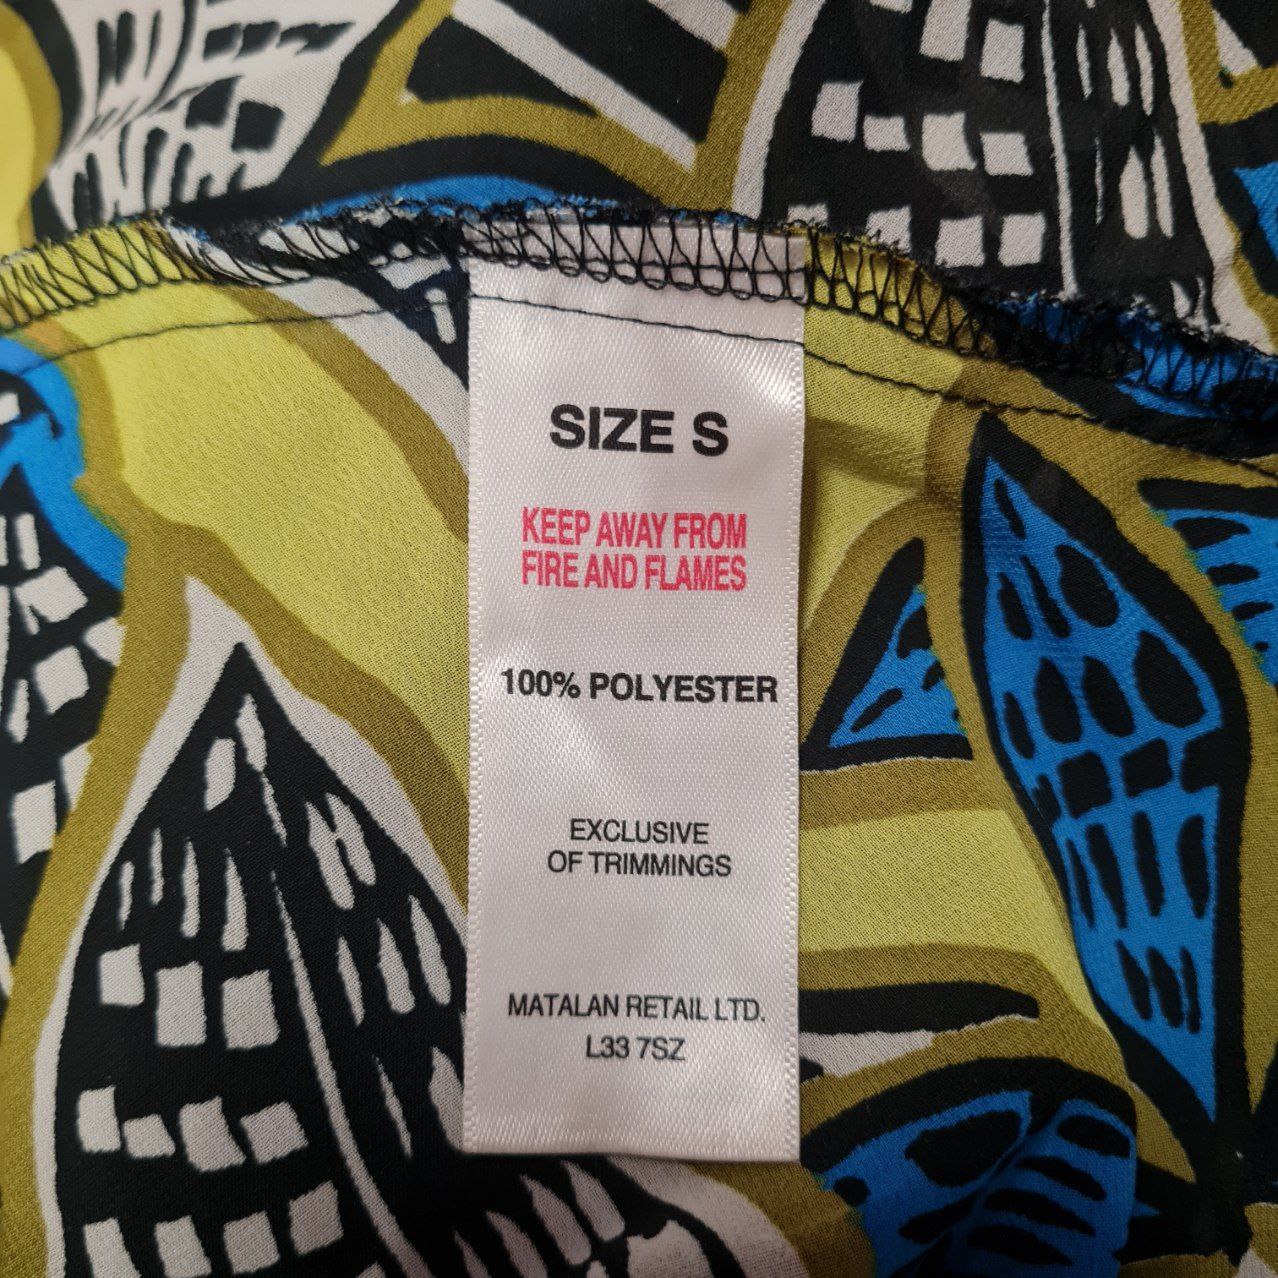 SIZE S
KEEP AWAY FROM
FIRE AND FLAMES
100% POLYESTER
EXCLUSIVE
OF TRIMMINGS
MATALAN RETAIL LTD.
L33 7SZ